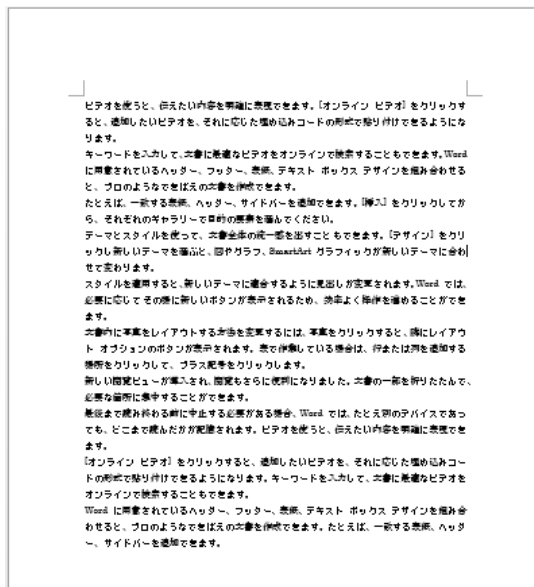 ビデオを使うと、伝えたい内容を明確に表現できます。[オンライン ビデオ] をクリックす
ると、追加したいビデオを、それに応じた埋め込みコードの形式で貼り付けできるようにな
ります。
キーワードを入力して、文書に最適なビデオをオンラインで検索することもできます。Word
に用意されているヘッダー、フッター、表紙、テキスト ボックス デザインを組み合わせる
と、プロのようなできばえの文書を作成できます。
たとえば、一致する表紙、ヘッダー、サイドバーを追加できます。[挿入] をクリックしてか
ら、それぞれのギャラリーで目的の要素を選んでください。
テーマとスタイルを使って、文書全体の統一感を出すこともできます。[デザイン] をクリ
ックし新しいテーマを選ぶと、図やグラフ、SmartArt グラフィックが新しいテーマに合わ
せて変わります。
スタイルを適用すると、新しいテーマに適合するように見出しが変更されます。Word では、
必要に応じてその場に新しいボタンが表示されるため、効率よく操作を進めることができ
ます。
文書内に写真をレイアウトする方法を変更するには、写真をクリックすると、隣にレイアウ
ト オプションのボタンが表示されます。表で作業している場合は、行または列を追加する
場所をクリックして、プラス記号をクリックします。
新しい閲覧ビューが導入され、閲覧もさらに便利になりました。文書の一部を折りたたんで、
必要な箇所に集中することができます。
最後まで読み終わる前に中止する必要がある場合、Word では、たとえ別のデバイスであっ
ても、どこまで読んだかが記憶されます。ビデオを使うと、伝えたい内容を明確に表現でき
ます。
[オンライン ビデオ] をクリックすると、追加したいビデオを、それに応じた埋め込みコー
ドの形式で貼り付けできるようになります。キーワードを入力して、文書に最適なビデオを
オンラインで検索することもできます。
Word に用意されているヘッダー、フッター、表紙、テキスト ボックス デザインを組み合
わせると、プロのようなできばえの文書を作成できます。たとえば、一致する表紙、ヘッダ
ー、サイドバーを追加できます。